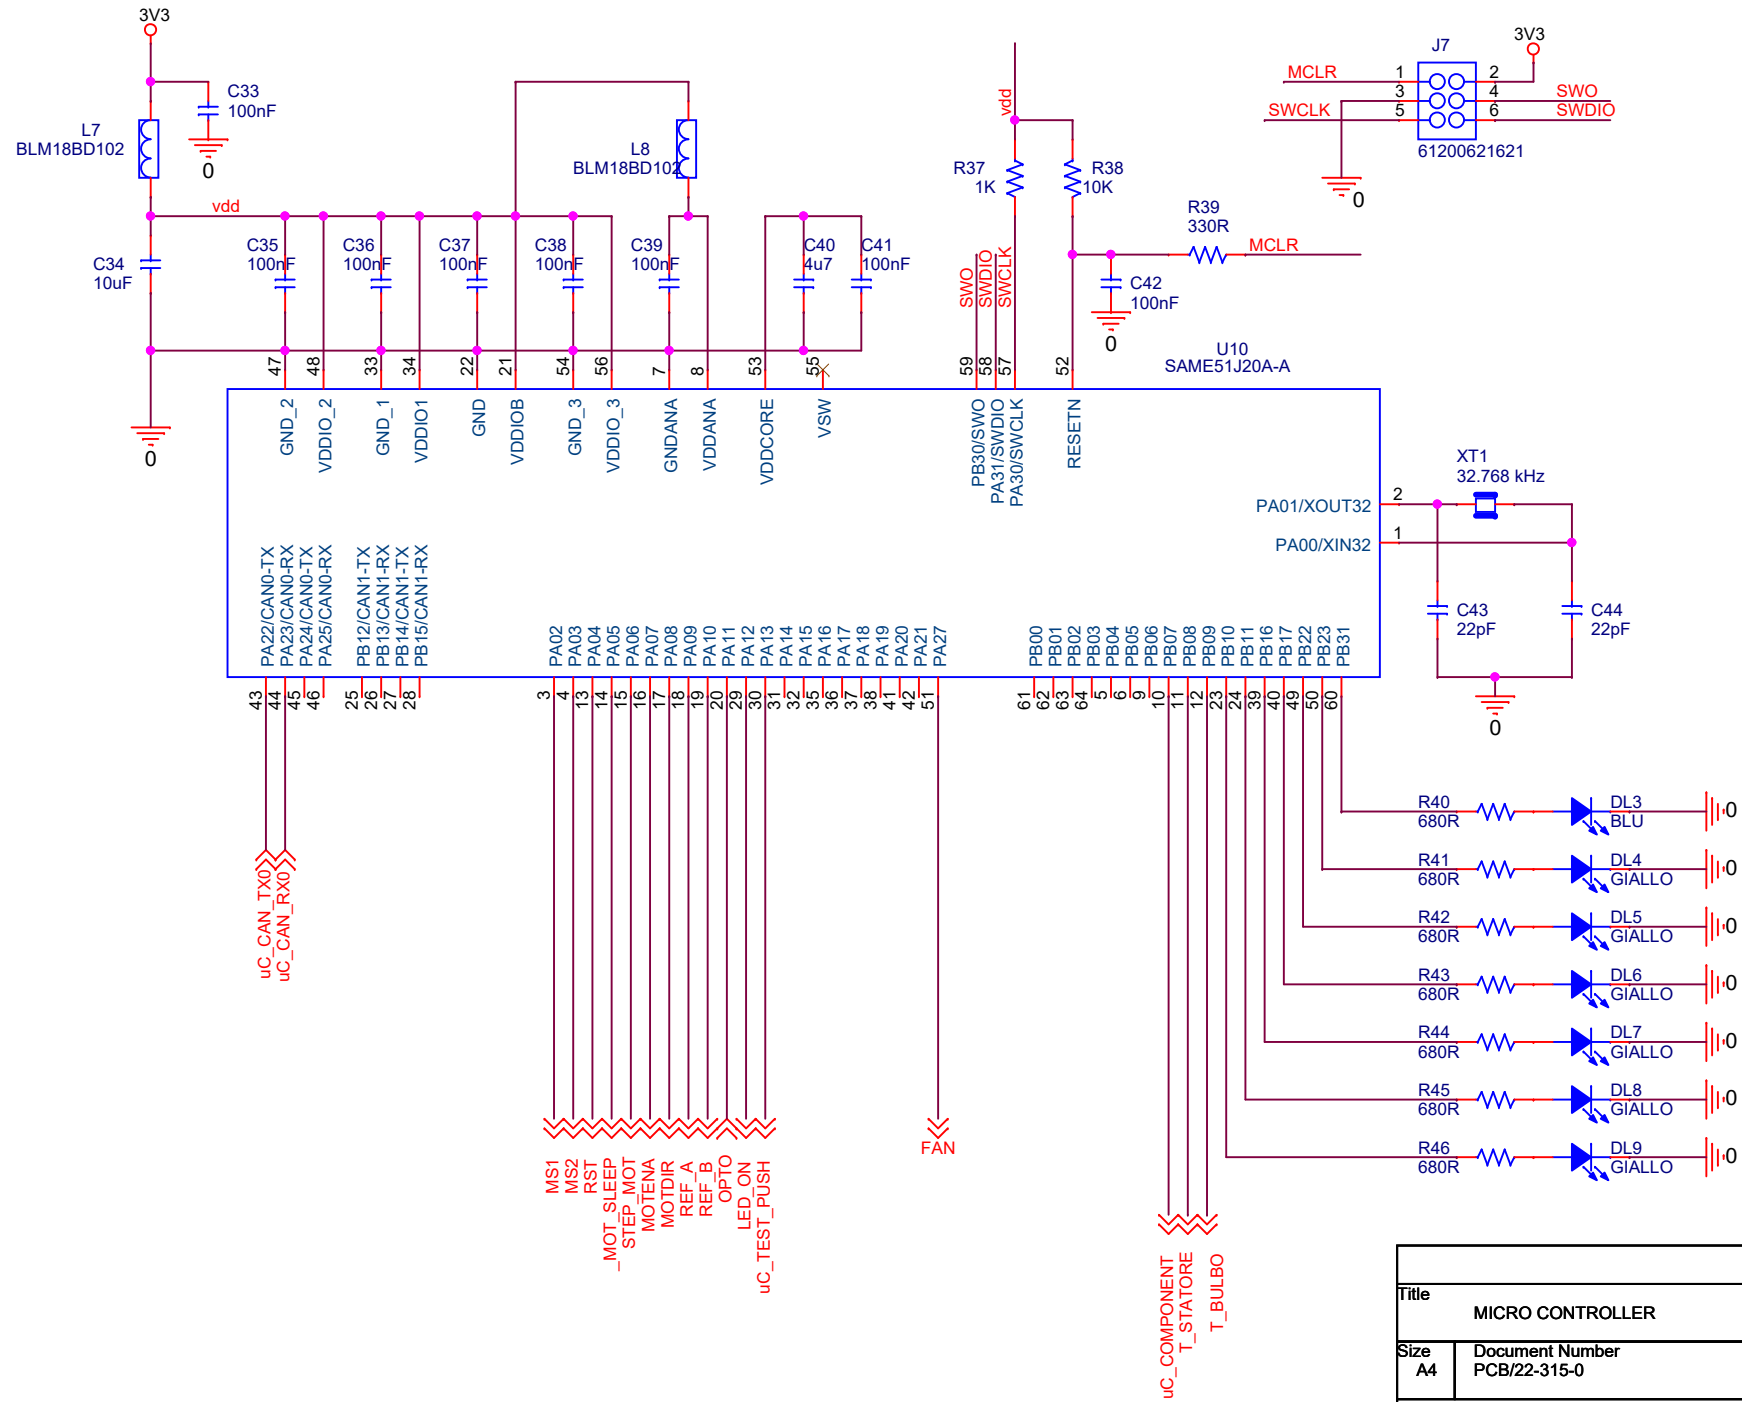 3V3
C33
100nF
L7
BLM18BD102
0
L8
BLM18BD102
vdd
C34
10uF
C35
100nF
C36
100nF
C37
100nF
C38
100nF
C39
100nF
C40
4u7
C41
100nF
0
vdd
R37
1K
R38
10K
R39
330R
MCLR
SWO
SWDIO
SWCLK
C42
100nF
0
J7
3V3
MCLR
1
2
3
4
SWO
SWCLK
5
6
SWDIO
61200621621
0
U10
SAME51J20A-A
47
48
33
34
22
21
54
56
7
8
53
55
59
58
57
52
GND_2
VDDIO_2
GND_1
VDDIO1
GND
VDDIOB
GND_3
VDDIO_3
GNDANA
VDDANA
VDDCORE
VSW
PB30/SWO
PA31/SWDIO
PA30/SWCLK
RESETN
PA01/XOUT32
2
PA00/XIN32
1
XT1
32.768 kHz
C43
22pF
C44
22pF
0
PA22/CAN0-TX
PA23/CAN0-RX
PA24/CAN0-TX
PA25/CAN0-RX
PB12/CAN1-TX
PB13/CAN1-RX
PB14/CAN1-TX
PB15/CAN1-RX
PA02
PA03
PA04
PA05
PA06
PA07
PA08
PA09
PA10
PA11
PA12
PA13
PA14
PA15
PA16
PA17
PA18
PA19
PA20
PA21
PA27
PB00
PB01
PB02
PB03
PB04
PB05
PB06
PB07
PB08
PB09
PB10
PB11
PB16
PB17
PB22
PB23
PB31
43
44
45
46
25
26
27
28
3
4
13
14
15
16
17
18
19
20
29
30
31
32
35
36
37
38
41
42
51
61
62
63
64
5
6
9
10
11
12
23
24
39
40
49
50
60
uC_CAN_TX0
uC_CAN_RX0
MS1
MS2
RST
_MOT_SLEEP
STEP_MOT
MOTENA
MOTDIR
REF_A
REF_B
OPTO
LED_ON
uC_TEST_PUSH
FAN
uC_COMPONENT
T_STATORE
T_BULBO
R40
680R
DL3
BLU
0
R41
680R
DL4
GIALLO
0
R42
680R
DL5
GIALLO
0
R43
680R
DL6
GIALLO
0
R44
680R
DL7
GIALLO
0
R45
680R
DL8
GIALLO
0
R46
680R
DL9
GIALLO
0
Title
MICRO CONTROLLER
Size
A4
Document Number
PCB/22-315-0